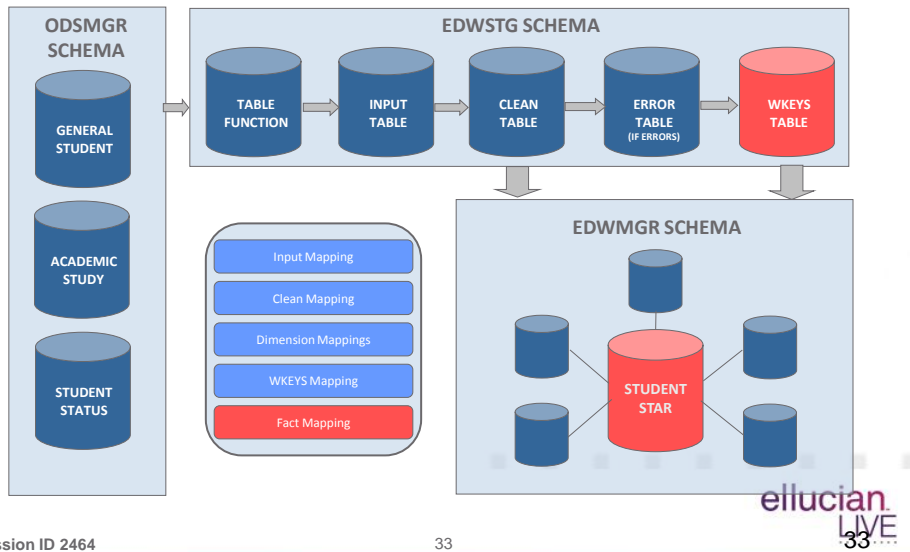 ODSMGR
SCHEMA
GENERAL
STUDENT
ACADEMIC
STUDY
STUDENT
STATUS
EDWSTG SCHEMA
TABLE
FUNCTION
INPUT
TABLE
CLEAN
TABLE
ERROR
TABLE
(IF ERRORS)
WKEYS
TABLE
Input Mapping
Clean Mapping
Dimension Mappings
WKEYS Mapping
Fact Mapping
EDWMGR SCHEMA
STUDENT
STAR
ellucian
LIVE
ssion ID 2464
33
33